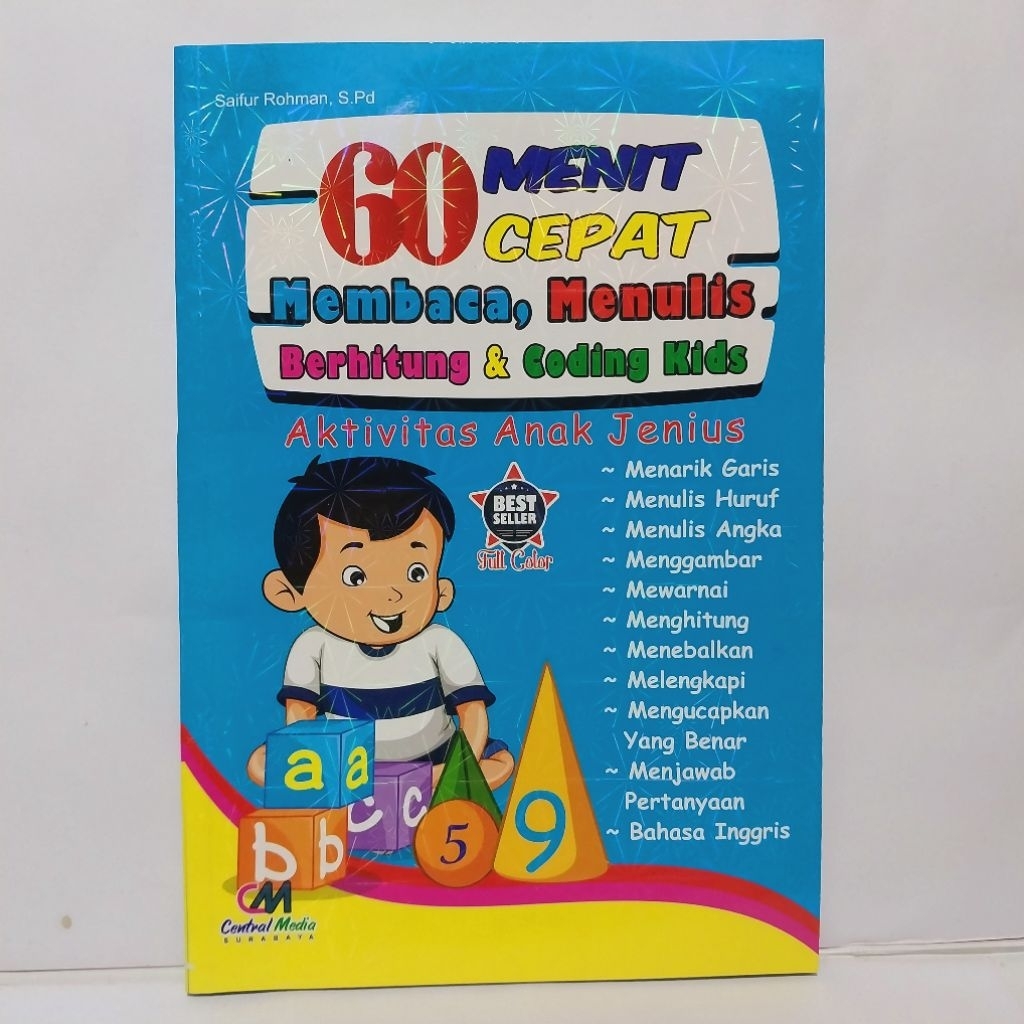 Saifur Rohman, S.Pd
60 MENIT
CEPAT
Membaca, Menulis
Berhitung & Coding Kids
Aktivitas Anak Jenius
BEST
SELLER
Full Color
~ Menarik Garis
~ Menulis Huruf
~ Menulis Angka
~ Menggambar
~ Mewarnai
~ Menghitung
~ Menebalkan
~ Melengkapi
~ Mengucapkan
Yang Benar
~ Menjawab
Pertanyaan
~ Bahasa Inggris
a a
c c
b b
5
9
CM
Central Media
SURABAYA